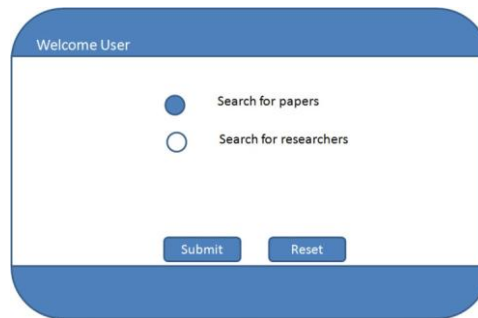 Welcome User
Search for papers
Search for researchers
Submit Reset